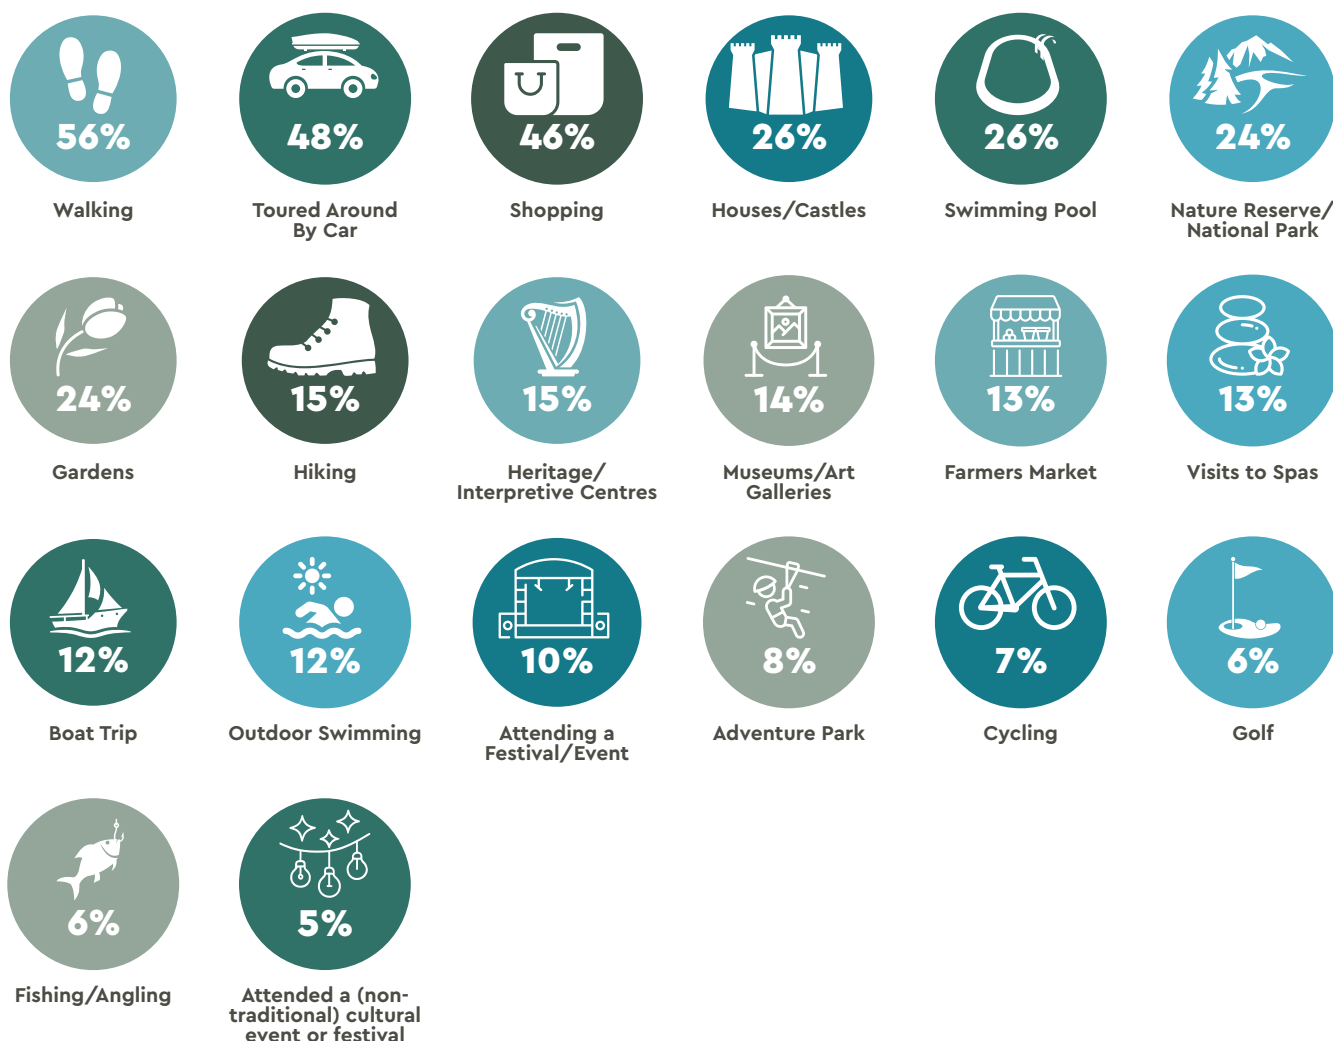 56%
Walking
48%
Toured Around
By Car
46%
Shopping
26%
Houses/Castles
26%
Swimming Pool
24%
Nature Reserve/
National Park
24%
Gardens
15%
Hiking
15%
Heritage/
Interpretive Centres
14%
Museums/Art
Galleries
13%
Farmers Market
13%
Visits to Spas
12%
Boat Trip
12%
Outdoor Swimming
10%
Attending a
Festival/Event
8%
Adventure Park
7%
Cycling
6%
Golf
6%
Fishing/Angling
5%
Attended a (non-
traditional) cultural
event or festival